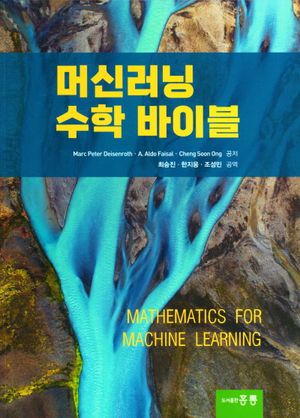 머신러닝
수학 바이블
Marc Peter Deisenroth · A. Aldo Faisal · Cheng Soon Ong 공저
최승진 · 한지웅 · 조성민 공역
MATHEMATICS FOR
MACHINE LEARNING
도서출판 홍릉